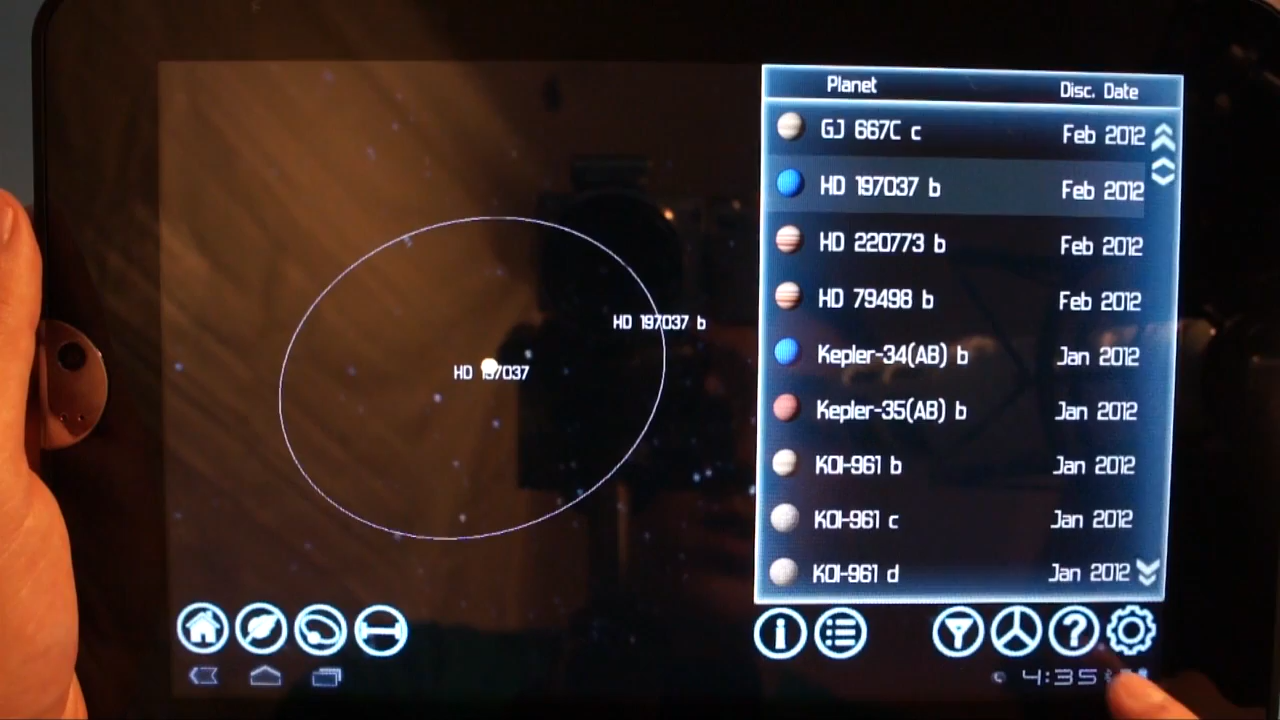 Planet Disc. Date
GJ 667C c Feb 2012
HD 197037 b Feb 2012
HD 220773 b Feb 2012
HD 79498 b Feb 2012
Kepler-34(AB) b Jan 2012
Kepler-35(AB) b Jan 2012
KOI-961 b Jan 2012
KOI-961 c Jan 2012
KOI-961 d Jan 2012
HD 197037 b
HD 197037
i ?
4:35